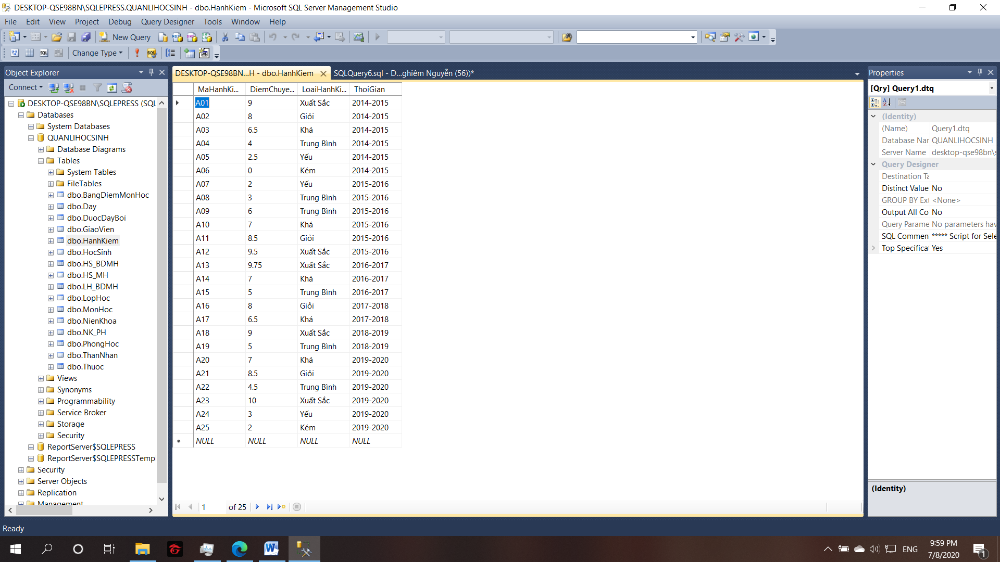 DESKTOP-QSE98BN\SQLEPRESS.QUANLIHOCSINH - dbo.HanhKiem - Microsoft SQL Server Management Studio
File Edit View Project Debug Query Designer Tools Window Help
New Query
Change Type
Object Explorer
Connect
DESKTOP-QSE98BN\SQLEPRESS (SQL
Databases
System Databases
QUANLIHOCSINH
Database Diagrams
Tables
System Tables
FileTables
dbo.BangDiemMonHoc
dbo.Day
dbo.DuocDayBoi
dbo.GiaoVien
dbo.HanhKiem
dbo.HocSinh
dbo.HS_BDMH
dbo.HS_MH
dbo.LH_BDMH
dbo.LopHoc
dbo.MonHoc
dbo.NienKhoa
dbo.NK_PH
dbo.PhongHoc
dbo.ThanNhan
dbo.Thuoc
Views
Synonyms
Programmability
Service Broker
Storage
Security
ReportServer$SQLEPRESS
ReportServer$SQLEPRESSTempl
Security
Server Objects
Replication
Management
DESKTOP-QSE98BN...H - dbo.HanhKiem SQLQuery6.sql - D...ghiêm Nguyễn (56))*
MaHanhKi... DiemChuye... LoaiHanhKi... ThoiGian
A01 9 Xuất Sắc 2014-2015
A02 8 Giỏi 2014-2015
A03 6.5 Khá 2014-2015
A04 4 Trung Bình 2014-2015
A05 2.5 Yếu 2014-2015
A06 0 Kém 2014-2015
A07 2 Yếu 2015-2016
A08 3 Trung Bình 2015-2016
A09 6 Trung Bình 2015-2016
A10 7 Khá 2015-2016
A11 8.5 Giỏi 2015-2016
A12 9.5 Xuất Sắc 2015-2016
A13 9.75 Xuất Sắc 2016-2017
A14 7 Khá 2016-2017
A15 5 Trung Bình 2016-2017
A16 8 Giỏi 2017-2018
A17 6.5 Khá 2017-2018
A18 9 Xuất Sắc 2018-2019
A19 5 Trung Bình 2018-2019
A20 7 Khá 2019-2020
A21 8.5 Giỏi 2019-2020
A22 4.5 Trung Bình 2019-2020
A23 10 Xuất Sắc 2019-2020
A24 3 Yếu 2019-2020
A25 2 Kém 2019-2020
NULL NULL NULL NULL
1 of 25
Properties
[Qry] Query1.dtq
(Identity)
(Name) Query1.dtq
Database Nar QUANLIHOCSINH
Server Name desktop-qse98bn\s
Query Designer
Destination Ta
Distinct Value No
GROUP BY Ext <None>
Output All Co No
Query Parame No parameters hav
SQL Commen ***** Script for Sele
Top Specificat Yes
(Identity)
Ready
ENG
9:59 PM
7/8/2020
1